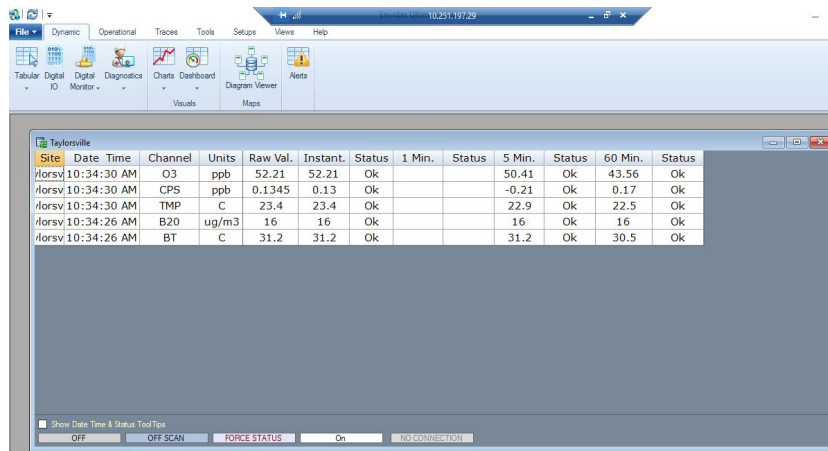 10.251.197.29
File Dynamic Operational Traces Tools Setups Views Help
Tabular Digital IO Digital Monitor Diagnostics Charts Dashboard Diagram Viewer Alerts
Visuals Maps
Taylorsville
Site Date Time Channel Units Raw Val. Instant. Status 1 Min. Status 5 Min. Status 60 Min. Status
ylorsv 10:34:30 AM O3 ppb 52.21 52.21 Ok 50.41 Ok 43.56 Ok
ylorsv 10:34:30 AM CPS ppb 0.1345 0.13 Ok -0.21 Ok 0.17 Ok
ylorsv 10:34:30 AM TMP C 23.4 23.4 Ok 22.9 Ok 22.5 Ok
ylorsv 10:34:26 AM B20 ug/m3 16 16 Ok 16 Ok 16 Ok
ylorsv 10:34:26 AM BT C 31.2 31.2 Ok 31.2 Ok 30.5 Ok
Show Date Time & Status ToolTips
OFF OFF SCAN FORCE STATUS On NO CONNECTION